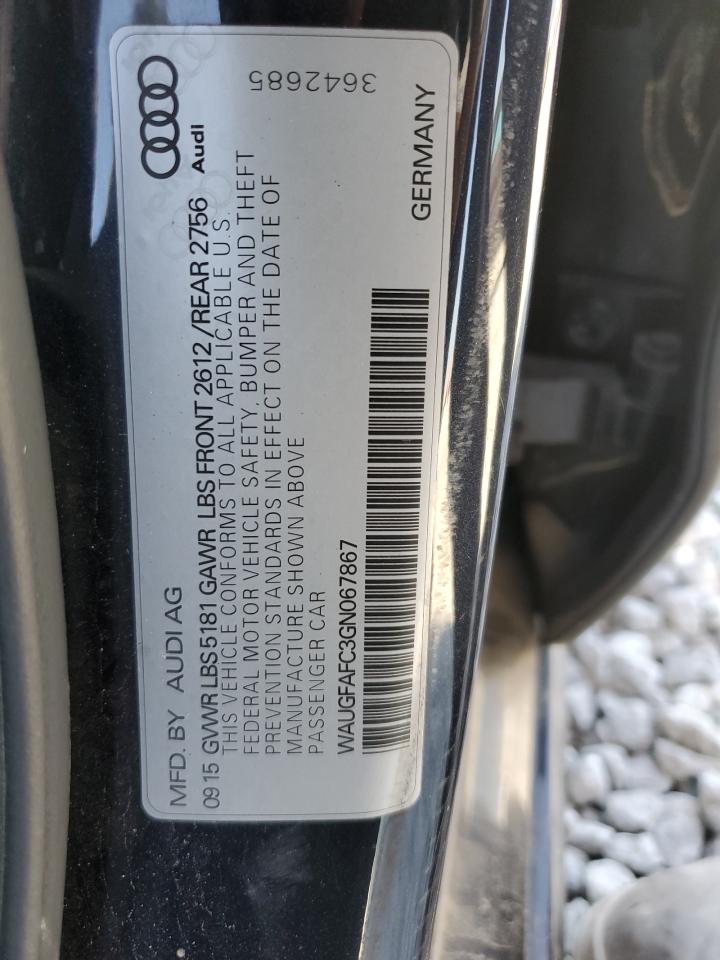 MFD. BY AUDI AG
Audi
09 15 GVWR LBS 5181 GAWR LBS FRONT 2612 /REAR 2756
THIS VEHICLE CONFORMS TO ALL APPLICABLE U.S.
FEDERAL MOTOR VEHICLE SAFETY, BUMPER AND THEFT
PREVENTION STANDARDS IN EFFECT ON THE DATE OF
MANUFACTURE SHOWN ABOVE
PASSENGER CAR
3642685
WAUGFAFC3GN067867
GERMANY